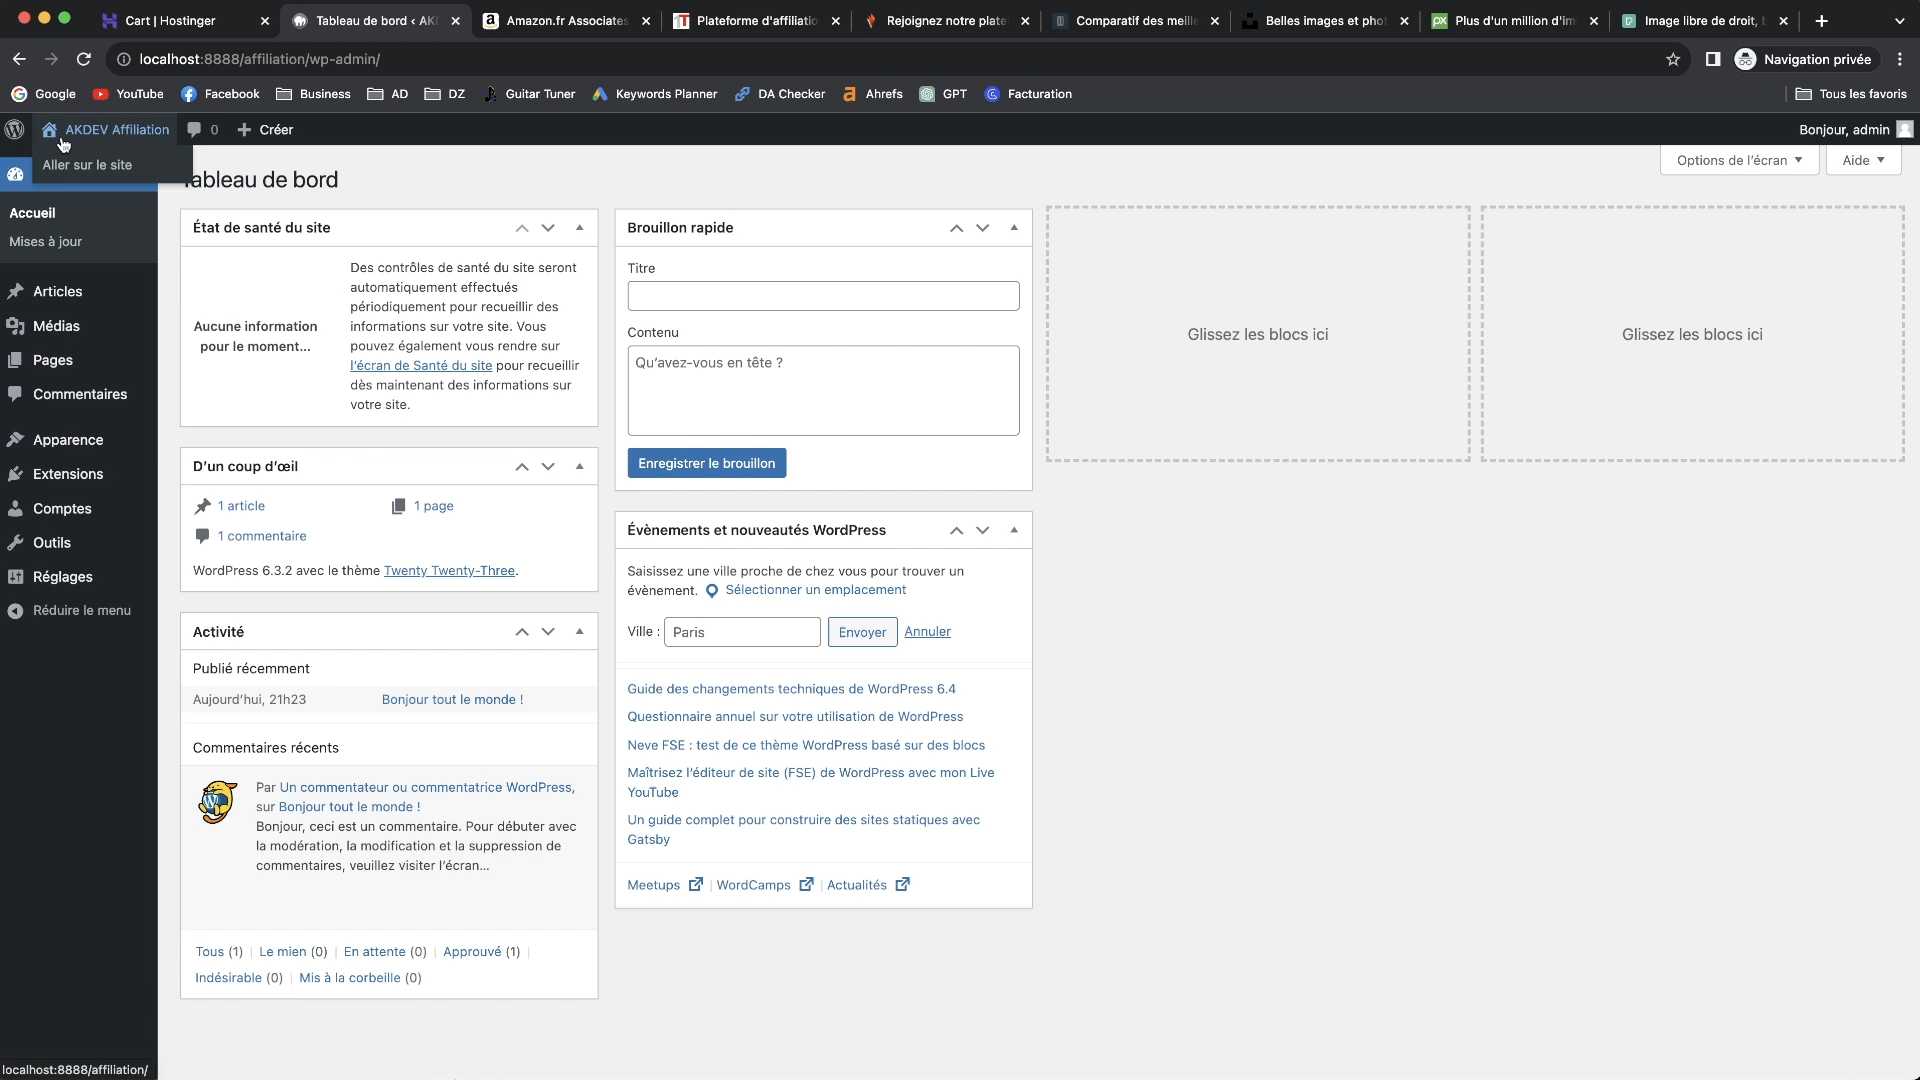 Cart | Hostinger
Tableau de bord ‹ AK
Amazon.fr Associates
Plateforme d'affiliatio
Rejoignez notre plate
Comparatif des meille
Belles images et phot
Plus d'un million d'im
Image libre de droit,
localhost:8888/affiliation/wp-admin/
Navigation privée
Google
YouTube
Facebook
Business
AD
DZ
Guitar Tuner
Keywords Planner
DA Checker
Ahrefs
GPT
Facturation
Tous les favoris
AKDEV Affiliation
0
Créer
Bonjour, admin
Aller sur le site
Options de l'écran
Aide
Tableau de bord
Accueil
Mises à jour
Articles
Médias
Pages
Commentaires
Apparence
Extensions
Comptes
Outils
Réglages
Réduire le menu
État de santé du site
Aucune information
pour le moment…
Des contrôles de santé du site seront
automatiquement effectués
périodiquement pour recueillir des
informations sur votre site. Vous
pouvez également vous rendre sur
l'écran de Santé du site pour recueillir
dès maintenant des informations sur
votre site.
D'un coup d'œil
1 article
1 page
1 commentaire
WordPress 6.3.2 avec le thème Twenty Twenty-Three.
Activité
Publié récemment
Aujourd'hui, 21h23
Bonjour tout le monde !
Commentaires récents
Par Un commentateur ou commentatrice WordPress,
sur Bonjour tout le monde !
Bonjour, ceci est un commentaire. Pour débuter avec
la modération, la modification et la suppression de
commentaires, veuillez visiter l'écran…
Tous (1) | Le mien (0) | En attente (0) | Approuvé (1) |
Indésirable (0) | Mis à la corbeille (0)
Brouillon rapide
Titre
Contenu
Qu'avez-vous en tête ?
Enregistrer le brouillon
Évènements et nouveautés WordPress
Saisissez une ville proche de chez vous pour trouver un
évènement. Sélectionner un emplacement
Ville : Paris Envoyer Annuler
Guide des changements techniques de WordPress 6.4
Questionnaire annuel sur votre utilisation de WordPress
Neve FSE : test de ce thème WordPress basé sur des blocs
Maîtrisez l'éditeur de site (FSE) de WordPress avec mon Live
YouTube
Un guide complet pour construire des sites statiques avec
Gatsby
Meetups | WordCamps | Actualités
Glissez les blocs ici
Glissez les blocs ici
localhost:8888/affiliation/